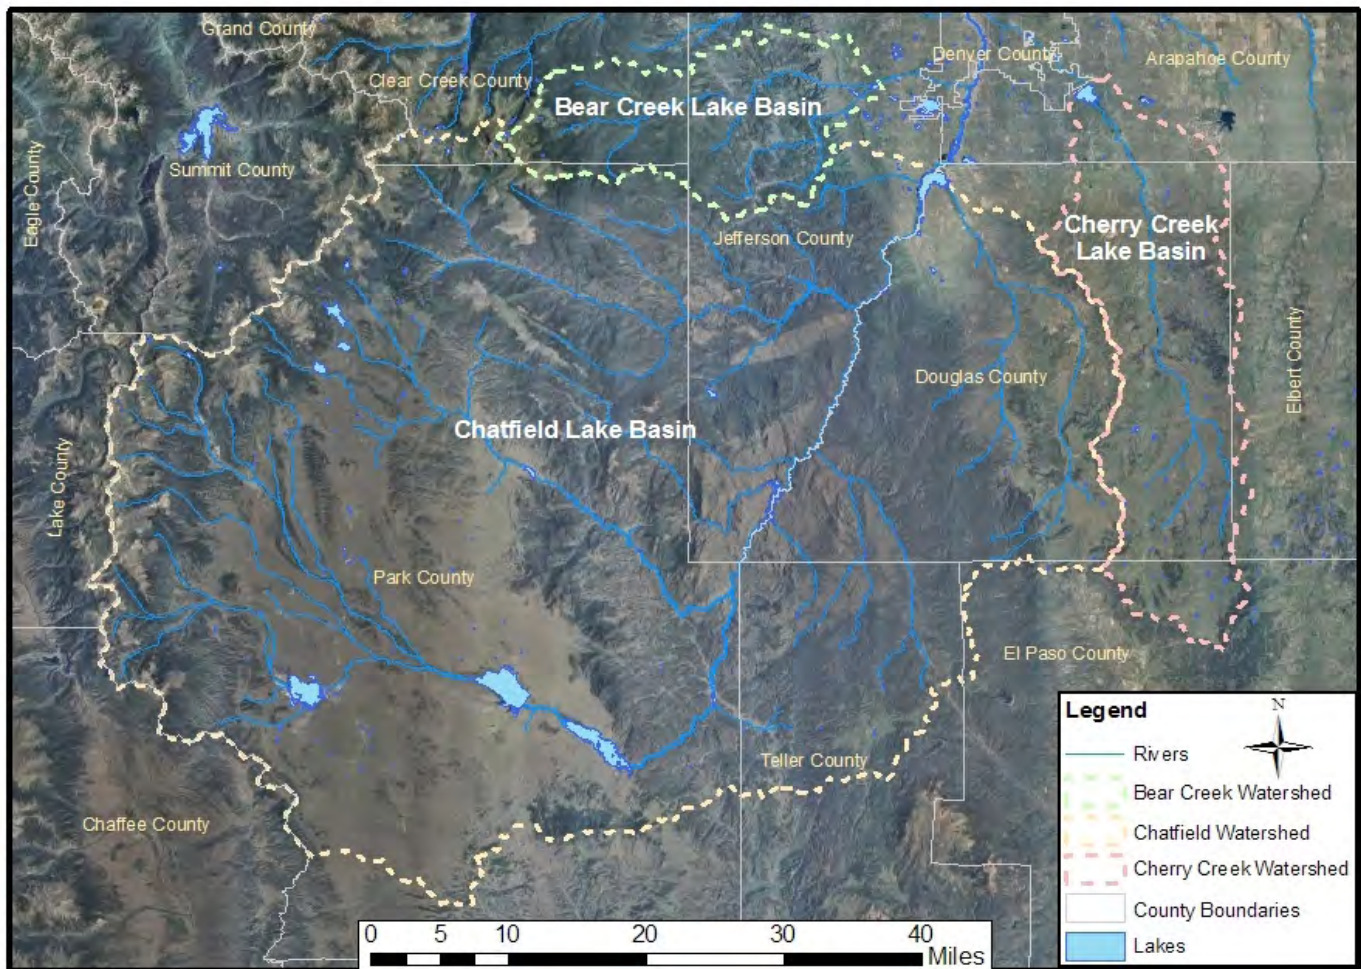 Grand County
Denver County
Arapahoe County
Clear Creek County
Bear Creek Lake Basin
Eagle County
Summit County
Cherry Creek
Lake Basin
Jefferson County
Elbert County
Douglas County
Chatfield Lake Basin
Lake County
Park County
El Paso County
Teller County
Chaffee County
Legend
N
Rivers
Bear Creek Watershed
Chatfield Watershed
Cherry Creek Watershed
County Boundaries
Lakes
0 5 10 20 30 40
Miles